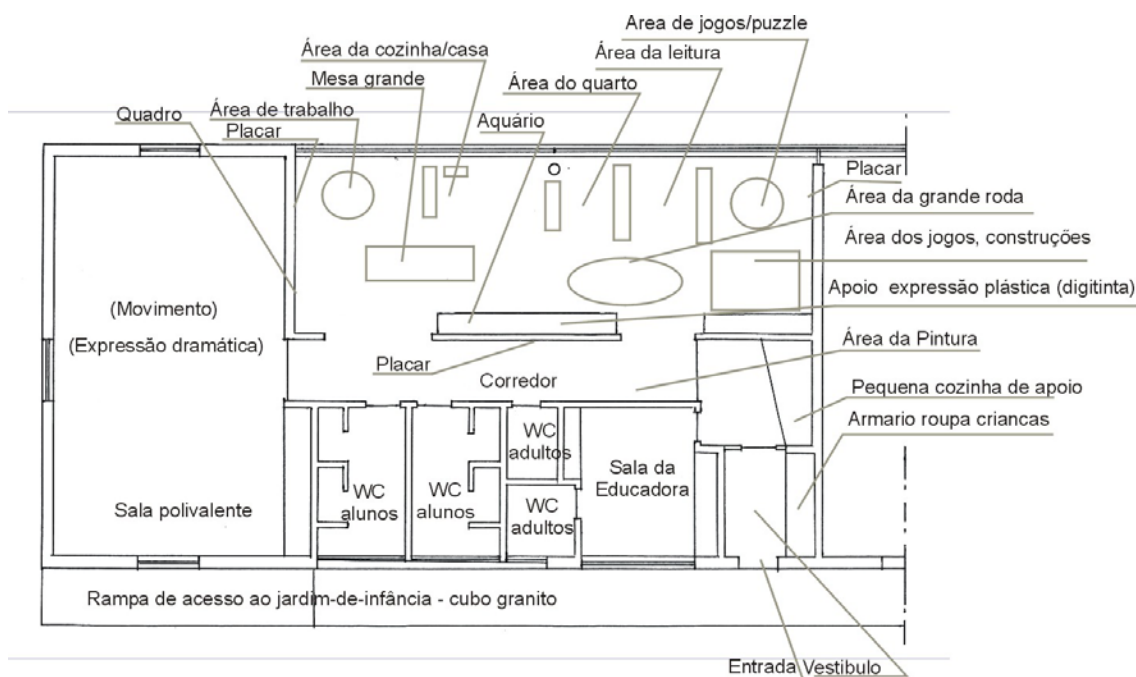 Area de jogos/puzzle
Área da cozinha/casa
Área da leitura
Mesa grande
Área do quarto
Quadro
Área de trabalho
Aquário
Placar
Placar
Área da grande roda
Área dos jogos, construções
Apoio expressão plástica (digitinta)
(Movimento)
(Expressão dramática)
Placar
Área da Pintura
Corredor
Pequena cozinha de apoio
Armario roupa criancas
WC
adultos
Sala da
Educadora
WC
alunos
WC
alunos
WC
adultos
Sala polivalente
Rampa de acesso ao jardim-de-infância - cubo granito
Entrada
Vestibulo